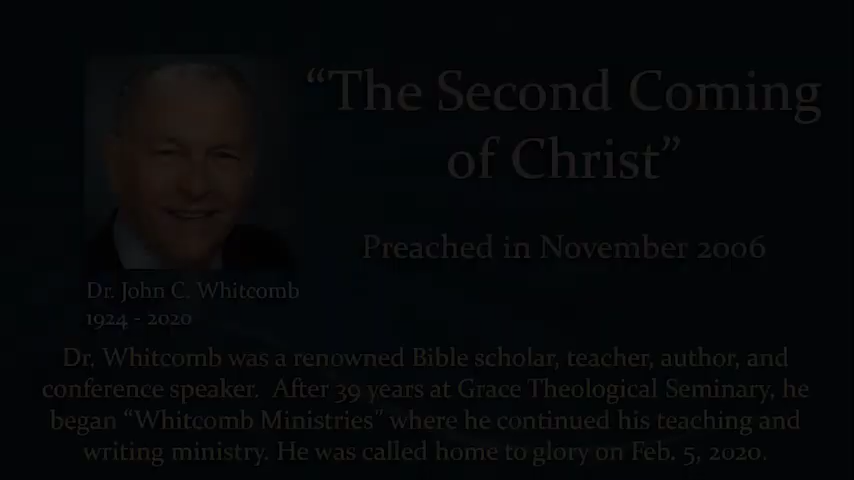 “The Second Coming
of Christ”
Preached in November 2006
Dr. John C. Whitcomb
1924 - 2020
Dr. Whitcomb was a renowned Bible scholar, teacher, author, and
conference speaker. After 39 years at Grace Theological Seminary, he
began “Whitcomb Ministries” where he continued his teaching and
writing ministry. He was called home to glory on Feb. 5, 2020.